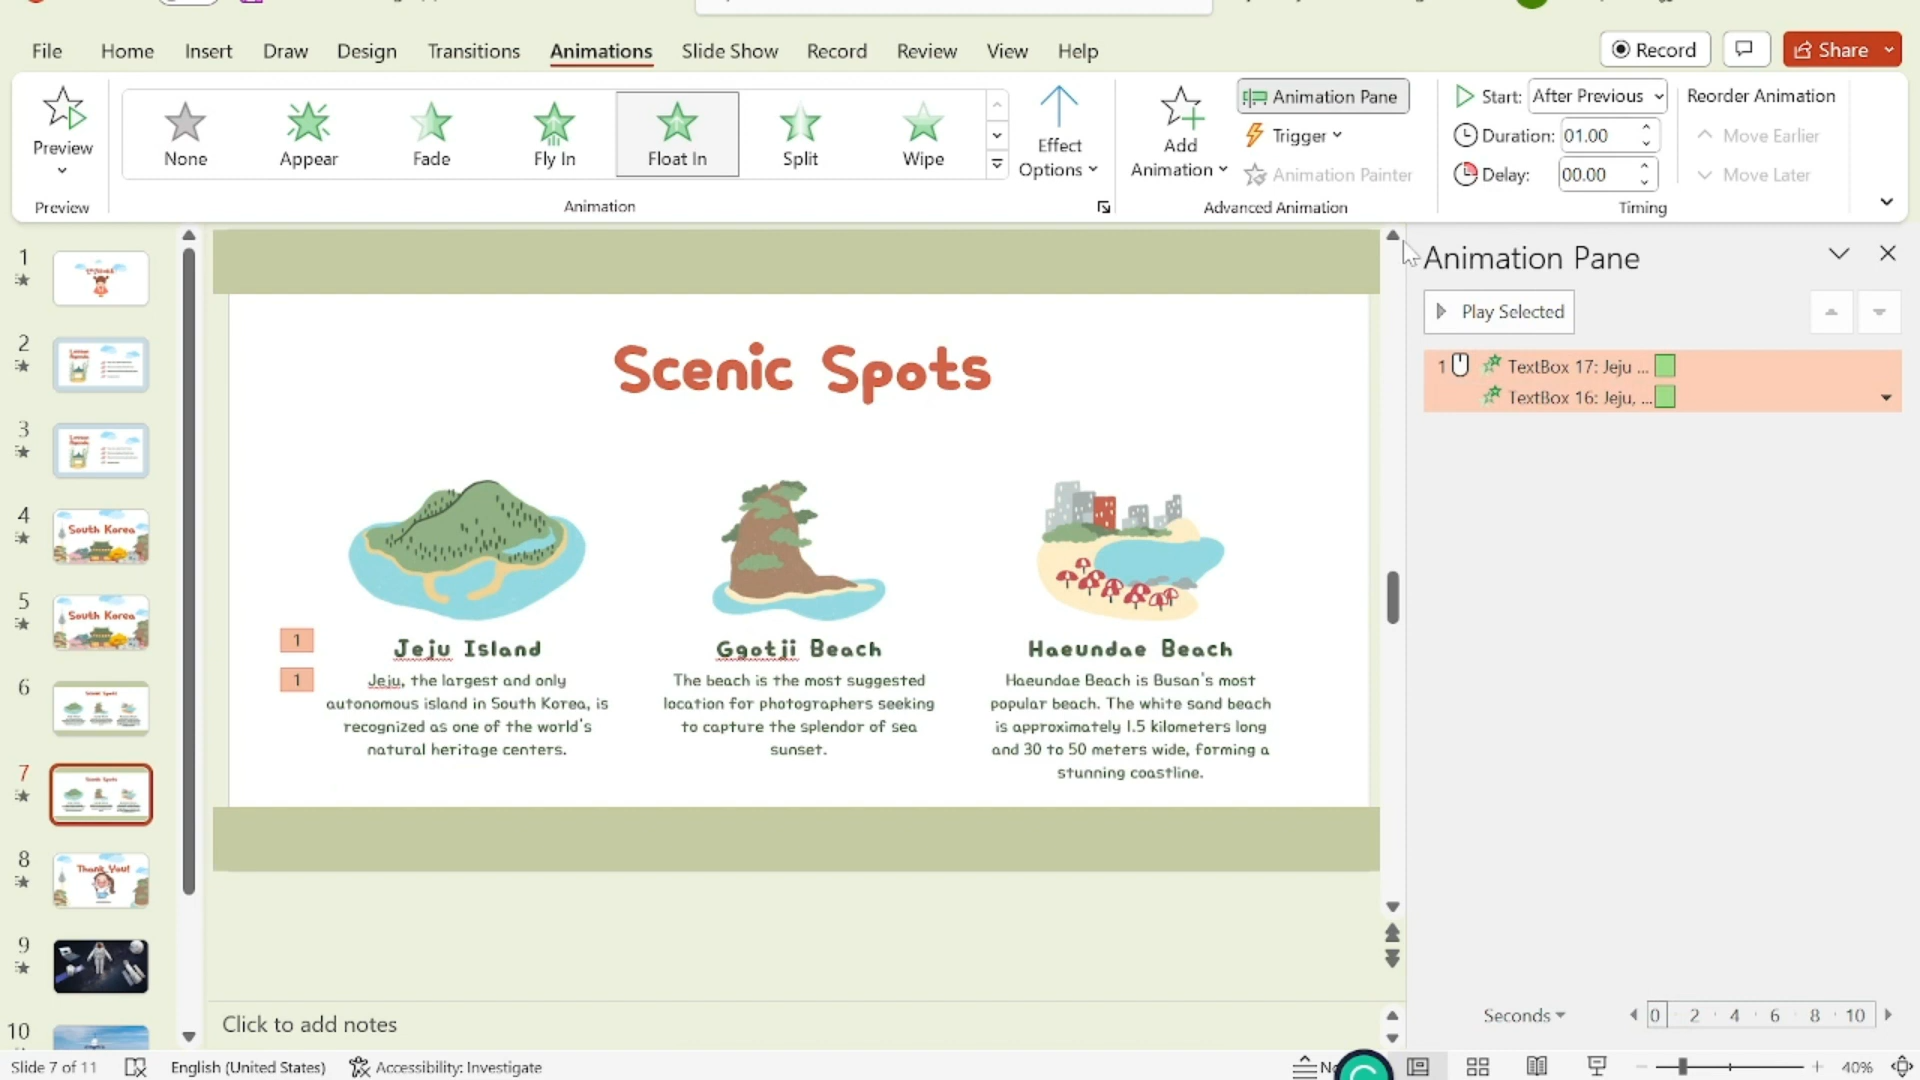 File Home Insert Draw Design Transitions Animations Slide Show Record Review View Help
Record
Share
Preview
Preview
None Appear Fade Fly In Float In Split Wipe
Animation
Effect
Options
Add
Animation
Animation Pane
Trigger
Animation Painter
Advanced Animation
Start: After Previous
Duration: 01.00
Delay: 00.00
Timing
Reorder Animation
Move Earlier
Move Later
1
2
3
4
South Korea
5
South Korea
6
7
8
Thank You!
9
10
Scenic Spots
1
1
Jeju Island
Jeju, the largest and only
autonomous island in South Korea, is
recognized as one of the world's
natural heritage centers.
Ggotji Beach
The beach is the most suggested
location for photographers seeking
to capture the splendor of sea
sunset.
Haeundae Beach
Haeundae Beach is Busan's most
popular beach. The white sand beach
is approximately 1.5 kilometers long
and 30 to 50 meters wide, forming a
stunning coastline.
Animation Pane
Play Selected
1 TextBox 17: Jeju ...
TextBox 16: Jeju, ...
Seconds 0 2 4 6 8 10
Click to add notes
Slide 7 of 11 English (United States) Accessibility: Investigate 40%